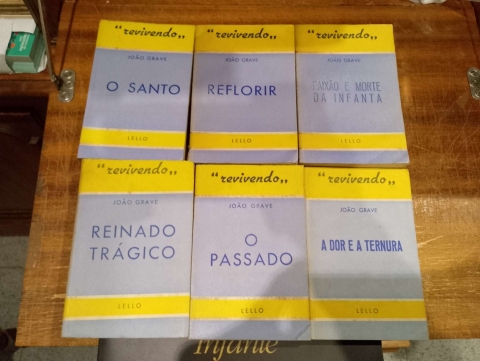 "revivendo„
JOÃO GRAVE
O SANTO
LELLO
"revivendo„
JOÃO GRAVE
REFLORIR
LELLO
"revivendo„
JOÃO GRAVE
PAIXÃO E MORTE
DA INFANTA
LELLO
"revivendo„
JOÃO GRAVE
REINADO
TRÁGICO
LELLO
"revivendo„
JOÃO GRAVE
O
PASSADO
LELLO
"revivendo„
JOÃO GRAVE
A DOR E A TERNURA
LELLO
Infante